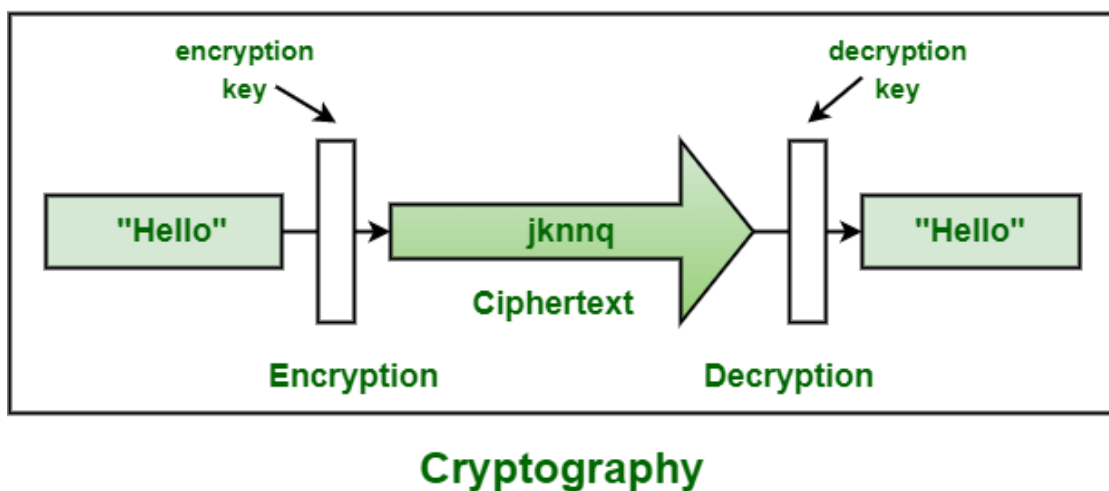 encryption
key
decryption
key
"Hello"
jknnq
"Hello"
Ciphertext
Encryption
Decryption
Cryptography